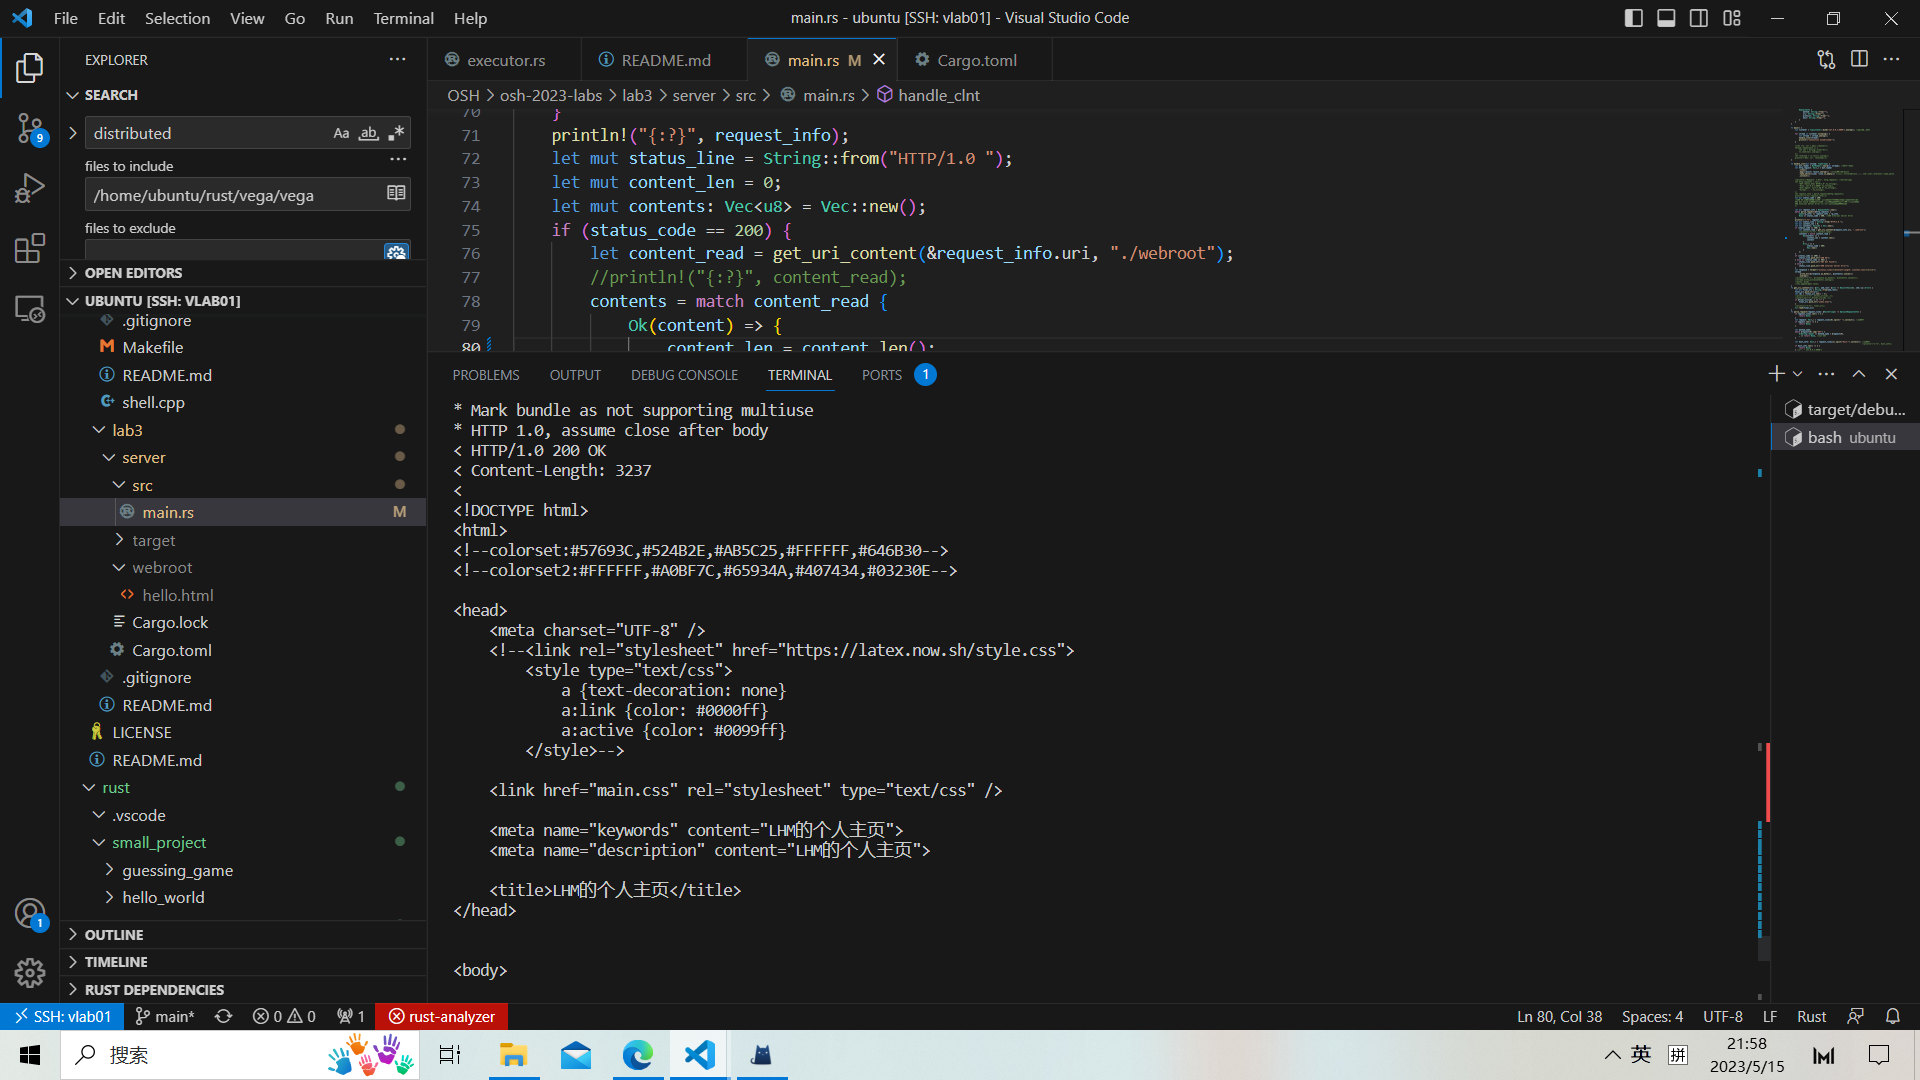 File Edit Selection View Go Run Terminal Help
main.rs - ubuntu [SSH: vlab01] - Visual Studio Code
EXPLORER
SEARCH
distributed
Aa ab, .*
files to include
/home/ubuntu/rust/vega/vega
files to exclude
OPEN EDITORS
UBUNTU [SSH: VLAB01]
.gitignore
Makefile
README.md
shell.cpp
lab3
server
src
main.rs M
target
webroot
hello.html
Cargo.lock
Cargo.toml
.gitignore
README.md
LICENSE
README.md
rust
.vscode
small_project
guessing_game
hello_world
OUTLINE
TIMELINE
RUST DEPENDENCIES
executor.rs README.md main.rs M Cargo.toml
OSH > osh-2023-labs > lab3 > server > src > main.rs > handle_clnt
70 }
71 println!("{:?}", request_info);
72 let mut status_line = String::from("HTTP/1.0 ");
73 let mut content_len = 0;
74 let mut contents: Vec<u8> = Vec::new();
75 if (status_code == 200) {
76 let content_read = get_uri_content(&request_info.uri, "./webroot");
77 //println!("{:?}", content_read);
78 contents = match content_read {
79 Ok(content) => {
80 content_len = content.len();
PROBLEMS OUTPUT DEBUG CONSOLE TERMINAL PORTS 1
* Mark bundle as not supporting multiuse
* HTTP 1.0, assume close after body
< HTTP/1.0 200 OK
< Content-Length: 3237
<
<!DOCTYPE html>
<html>
<!--colorset:#57693C,#524B2E,#AB5C25,#FFFFFF,#646B30-->
<!--colorset2:#FFFFFF,#A0BF7C,#65934A,#407434,#03230E-->
<head>
<meta charset="UTF-8" />
<!--<link rel="stylesheet" href="https://latex.now.sh/style.css">
<style type="text/css">
a {text-decoration: none}
a:link {color: #0000ff}
a:active {color: #0099ff}
</style>-->
<link href="main.css" rel="stylesheet" type="text/css" />
<meta name="keywords" content="LHM的个人主页">
<meta name="description" content="LHM的个人主页">
<title>LHM的个人主页</title>
</head>
<body>
target/debu...
bash ubuntu
9
1
SSH: vlab01 main* 0 0 1 rust-analyzer
Ln 80, Col 38 Spaces: 4 UTF-8 LF Rust
搜索
英 拼
21:58
2023/5/15